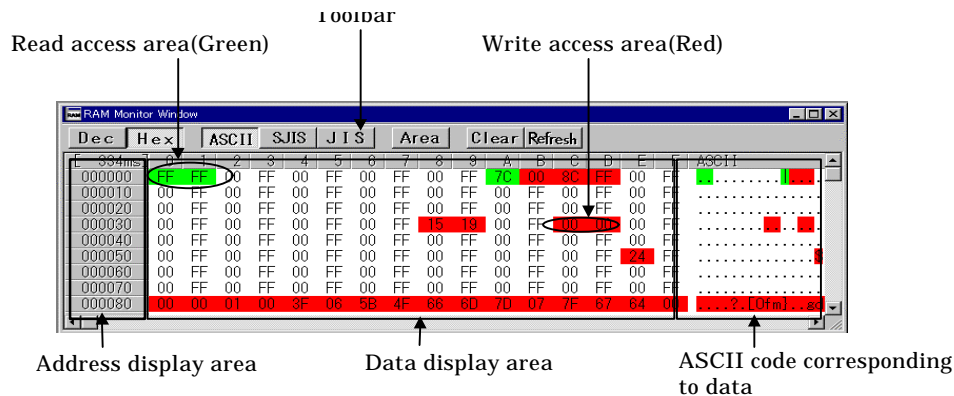 Toolbar
Read access area(Green)
Write access area(Red)
RAM Monitor Window
Dec Hex ASCII SJIS JIS Area Clear Refresh
[ 334ms] 0 1 2 3 4 5 6 7 8 9 A B C D E F ASCII
000000 FF FF 00 FF 00 FF 00 FF 00 FF 7C 00 8C FF 00 FF ..........|...
000010 00 FF 00 FF 00 FF 00 FF 00 FF 00 FF 00 FF 00 FF ...............
000020 00 FF 00 FF 00 FF 00 FF 00 FF 00 FF 00 FF 00 FF ...............
000030 00 FF 00 FF 00 FF 00 FF 15 19 00 FF 00 00 00 FF ...............
000040 00 FF 00 FF 00 FF 00 FF 00 FF 00 FF 00 FF 00 FF ...............
000050 00 FF 00 FF 00 FF 00 FF 00 FF 00 FF 00 FF 24 FF ..............$
000060 00 FF 00 FF 00 FF 00 FF 00 FF 00 FF 00 FF 00 FF ...............
000070 00 FF 00 FF 00 FF 00 FF 00 FF 00 FF 00 FF 00 FF ...............
000080 00 00 01 00 3F 06 5B 4F 66 6D 7D 07 7F 67 64 00 ....?.[Ofm}..gd
Address display area
Data display area
ASCII code corresponding
to data